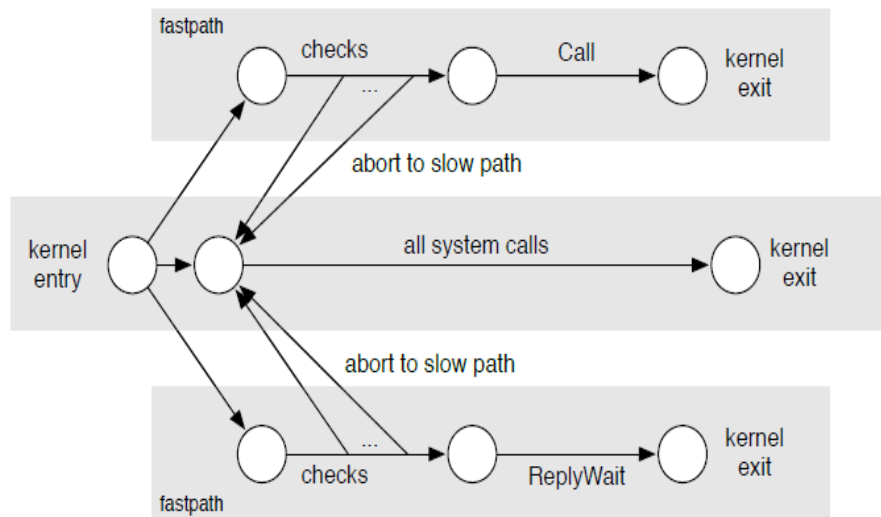 fastpath
checks
Call
kernel
exit
...
abort to slow path
kernel
entry
all system calls
kernel
exit
abort to slow path
...
checks
ReplyWait
kernel
exit
fastpath